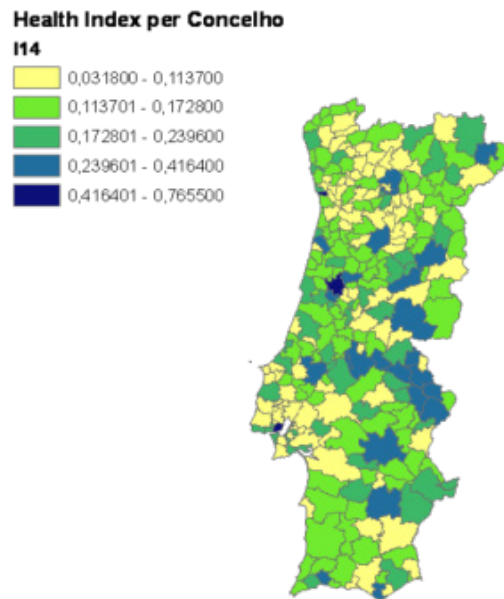 Health Index per Concelho
I14
0,031800 - 0,113700
0,113701 - 0,172800
0,172801 - 0,239600
0,239601 - 0,416400
0,416401 - 0,765500